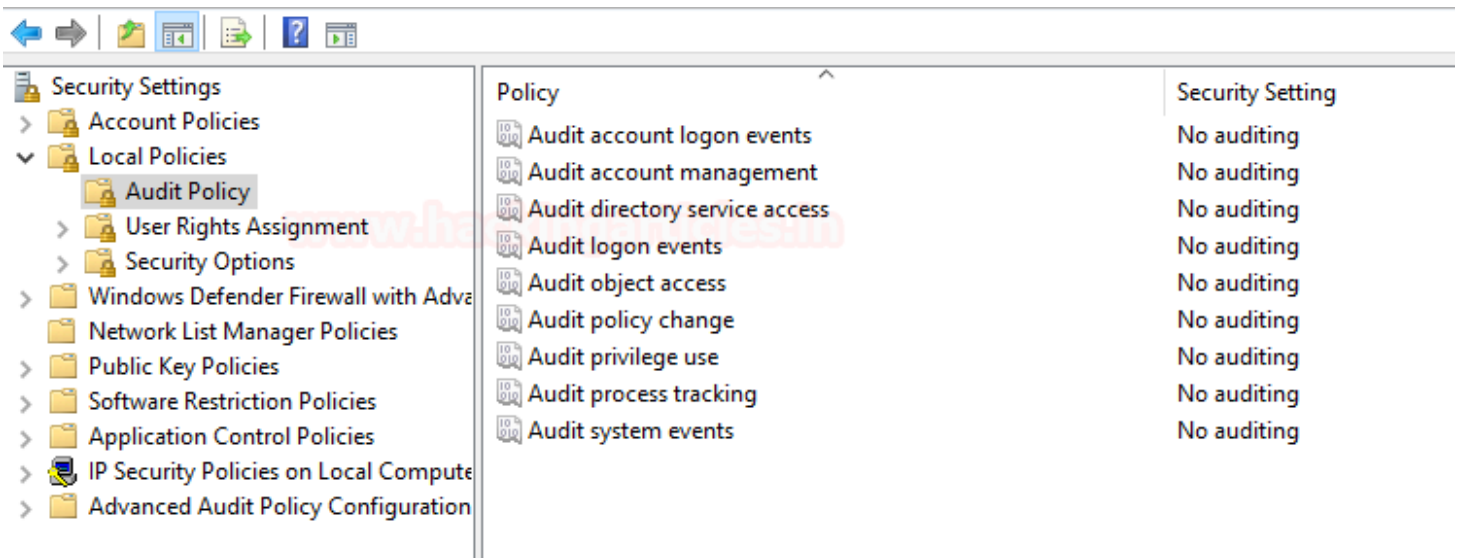 Security Settings
Account Policies
Local Policies
Audit Policy
User Rights Assignment
Security Options
Windows Defender Firewall with Adva
Network List Manager Policies
Public Key Policies
Software Restriction Policies
Application Control Policies
IP Security Policies on Local Compute
Advanced Audit Policy Configuration
Policy Security Setting
Audit account logon events No auditing
Audit account management No auditing
Audit directory service access No auditing
Audit logon events No auditing
Audit object access No auditing
Audit policy change No auditing
Audit privilege use No auditing
Audit process tracking No auditing
Audit system events No auditing
www.hackingarticles.in